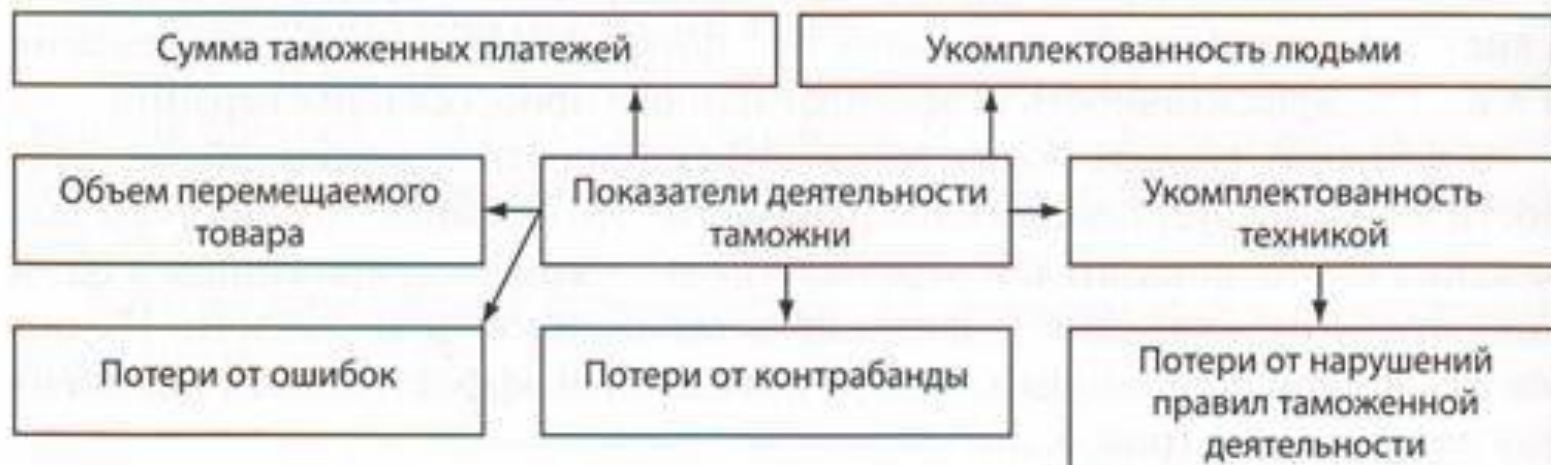 Сумма таможенных платежей
Укомплектованность людьми
Объем перемещаемого
товара
Показатели деятельности
таможни
Укомплектованность
техникой
Потери от ошибок
Потери от контрабанды
Потери от нарушений
правил таможенной
деятельности